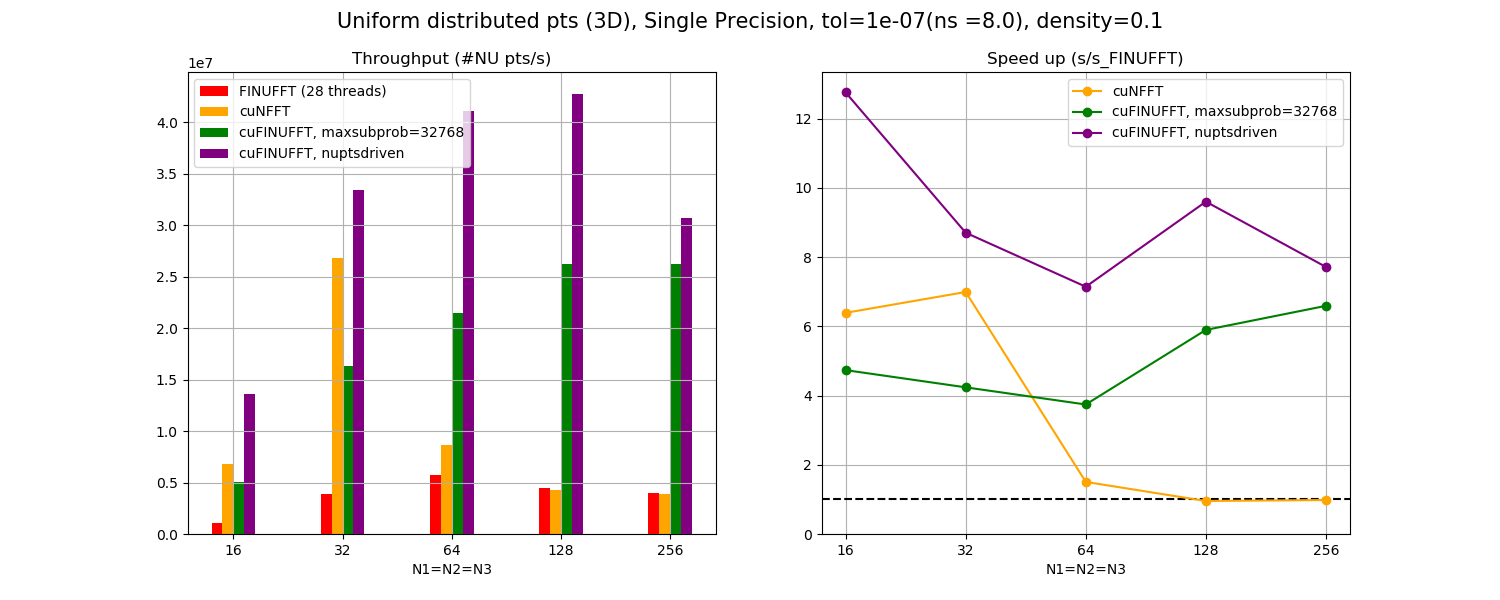 Uniform distributed pts (3D), Single Precision, tol=1e-07(ns =8.0), density=0.1
Throughput (#NU pts/s)
1e7
FINUFFT (28 threads)
cuNFFT
cuFINUFFT, maxsubprob=32768
cuFINUFFT, nuptsdriven
4.0
3.5
3.0
2.5
2.0
1.5
1.0
0.5
0.0
16 32 64 128 256
N1=N2=N3
Speed up (s/s_FINUFFT)
cuNFFT
cuFINUFFT, maxsubprob=32768
cuFINUFFT, nuptsdriven
12
10
8
6
4
2
0
16 32 64 128 256
N1=N2=N3